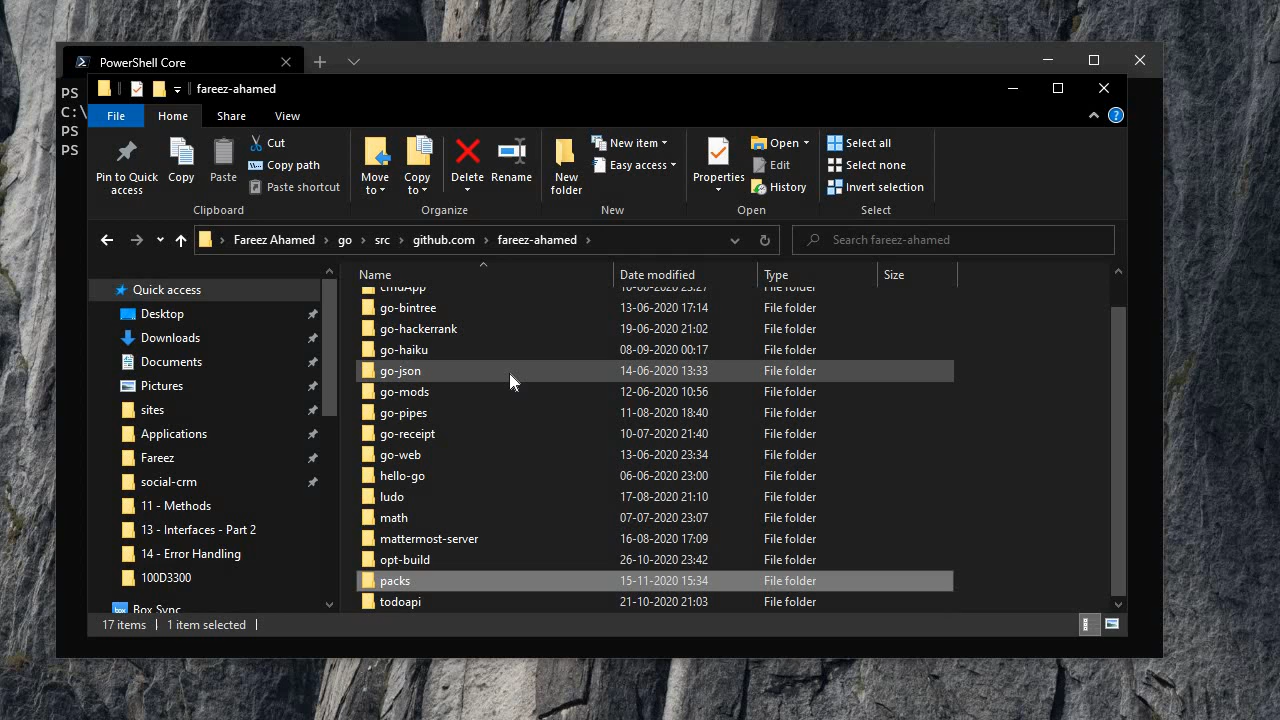 PowerShell Core
PS
C:\
PS
PS
fareez-ahamed
File Home Share View
Pin to Quick access
Copy
Paste
Cut
Copy path
Paste shortcut
Clipboard
Move to
Copy to
Delete
Rename
Organize
New folder
New item
Easy access
New
Properties
Open
Edit
History
Open
Select all
Select none
Invert selection
Select
Fareez Ahamed > go > src > github.com > fareez-ahamed >
Search fareez-ahamed
Quick access
Desktop
Downloads
Documents
Pictures
sites
Applications
Fareez
social-crm
11 - Methods
13 - Interfaces - Part 2
14 - Error Handling
100D3300
Box Sync
Name Date modified Type Size
go-bintree 13-06-2020 17:14 File folder
go-hackerrank 19-06-2020 21:02 File folder
go-haiku 08-09-2020 00:17 File folder
go-json 14-06-2020 13:33 File folder
go-mods 12-06-2020 10:56 File folder
go-pipes 11-08-2020 18:40 File folder
go-receipt 10-07-2020 21:40 File folder
go-web 13-06-2020 23:34 File folder
hello-go 06-06-2020 23:00 File folder
ludo 17-08-2020 21:10 File folder
math 07-07-2020 23:07 File folder
mattermost-server 16-08-2020 17:09 File folder
opt-build 26-10-2020 23:42 File folder
packs 15-11-2020 15:34 File folder
todoapi 21-10-2020 21:03 File folder
17 items 1 item selected